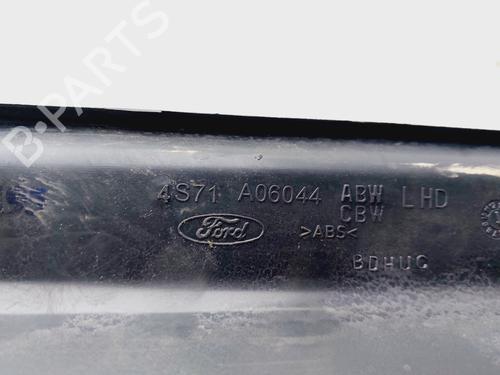 B-PARTS
4S71 A06044 ABW LHD
CBW
Ford
>ABS<
BDHUC